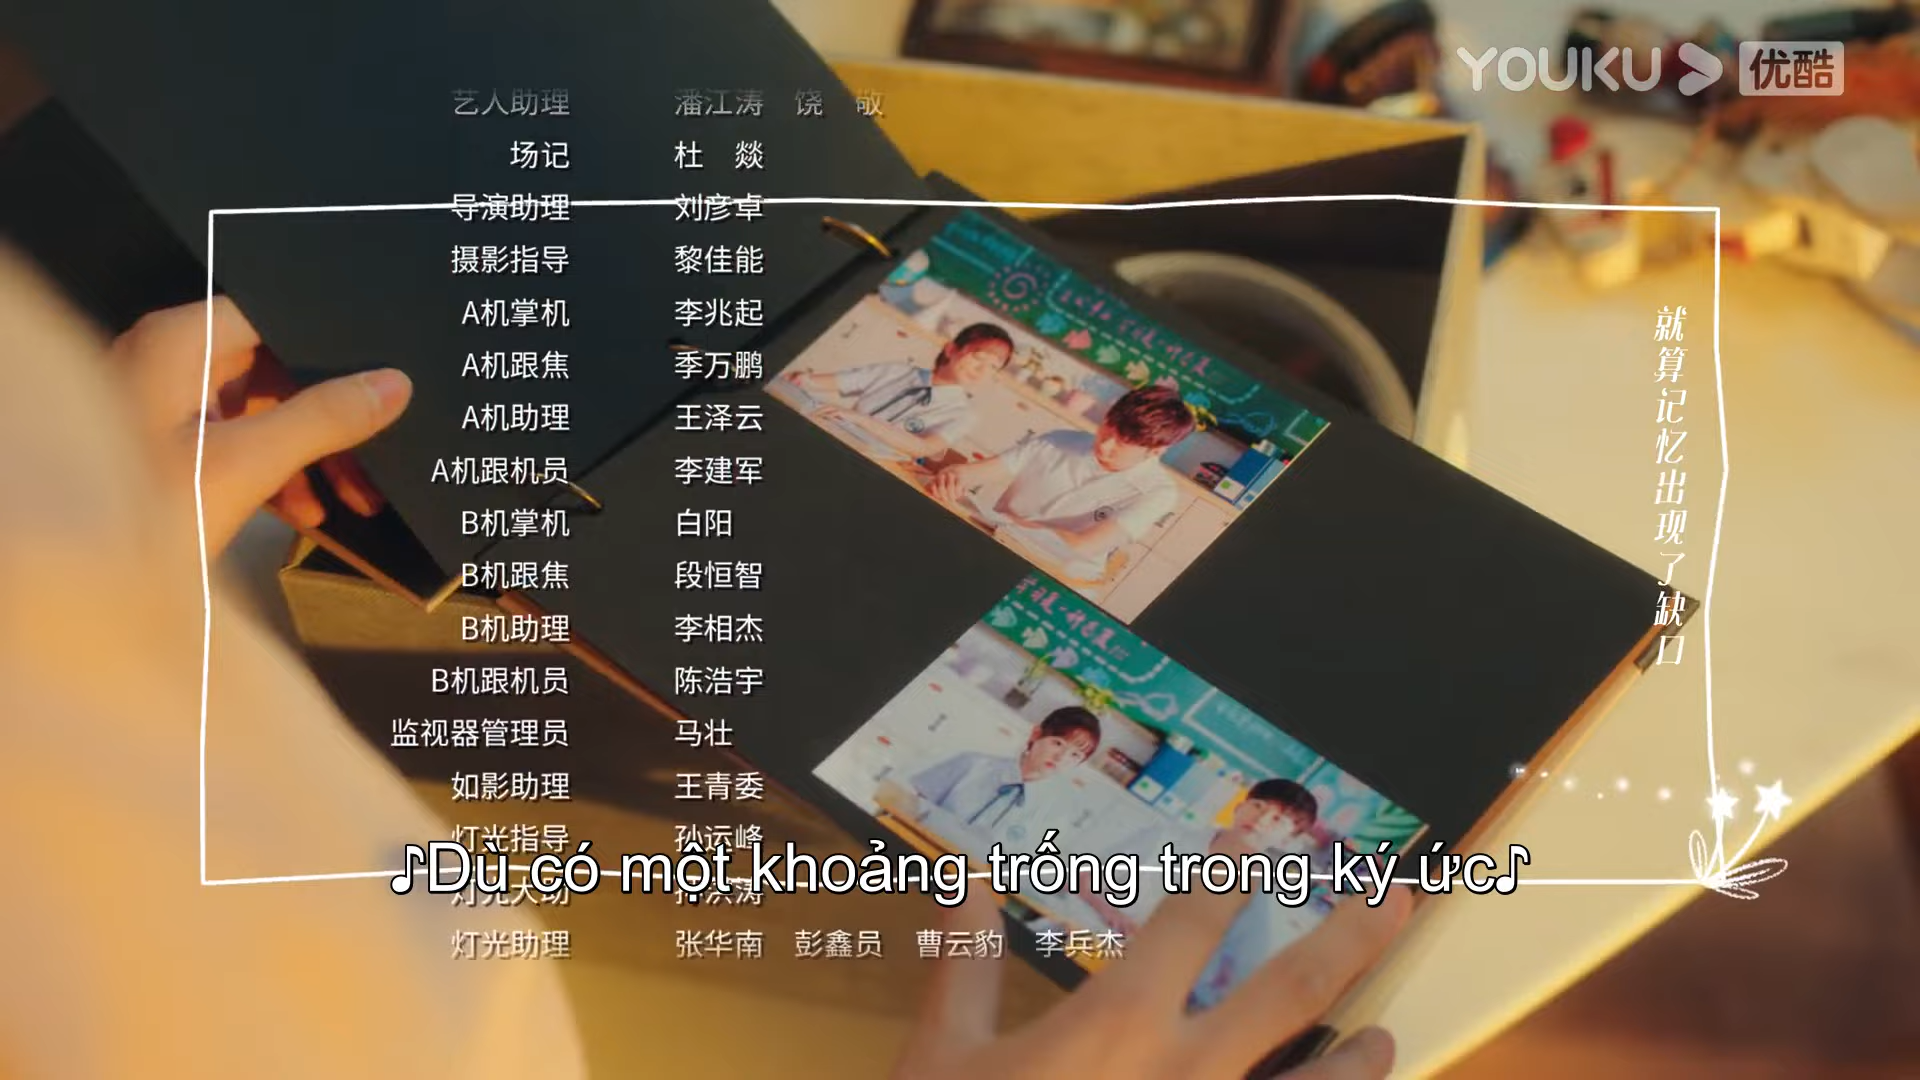 YOUKU 优酷
艺人助理 潘江涛 饶 敬
场记 杜 燚
导演助理 刘彦卓
摄影指导 黎佳能
A机掌机 李兆起
A机跟焦 季万鹏
A机助理 王泽云
A机跟机员 李建军
B机掌机 白阳
B机跟焦 段恒智
B机助理 李相杰
B机跟机员 陈浩宇
监视器管理员 马壮
如影助理 王青委
灯光指导 孙运峰
灯光大助
灯光助理 张华南 彭鑫员 曹云豹 李兵杰
就算记忆出现了缺口
♪Dù có một khoảng trống trong ký ức♪